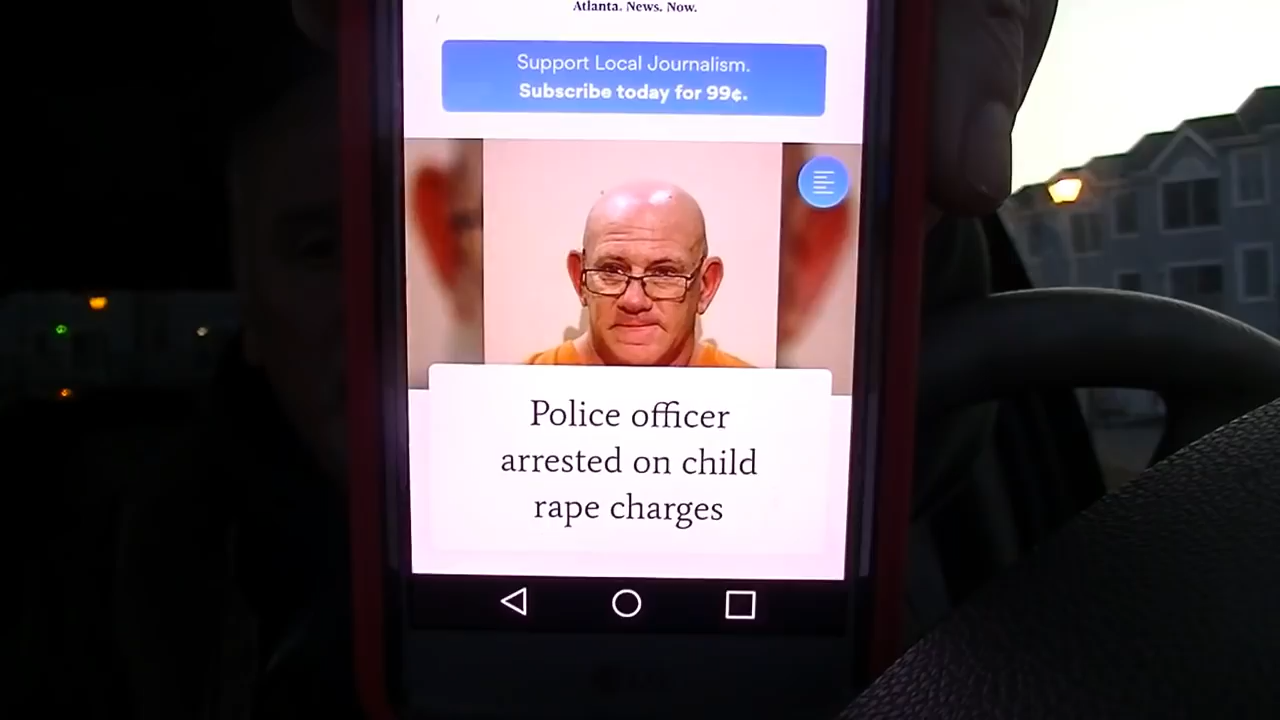 Atlanta. News. Now.
Support Local Journalism.
Subscribe today for 99¢.
Police officer
arrested on child
rape charges